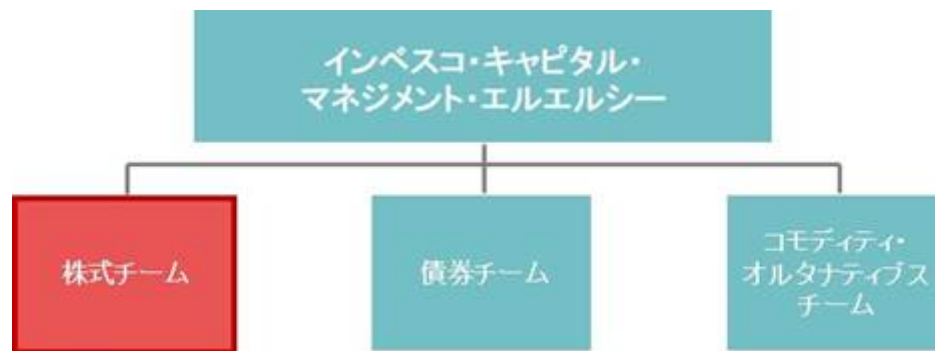 インベスコ・キャピタル・
マネジメント・エルエルシー
株式チーム
債券チーム
コモディティ・
オルタナティブス
チーム